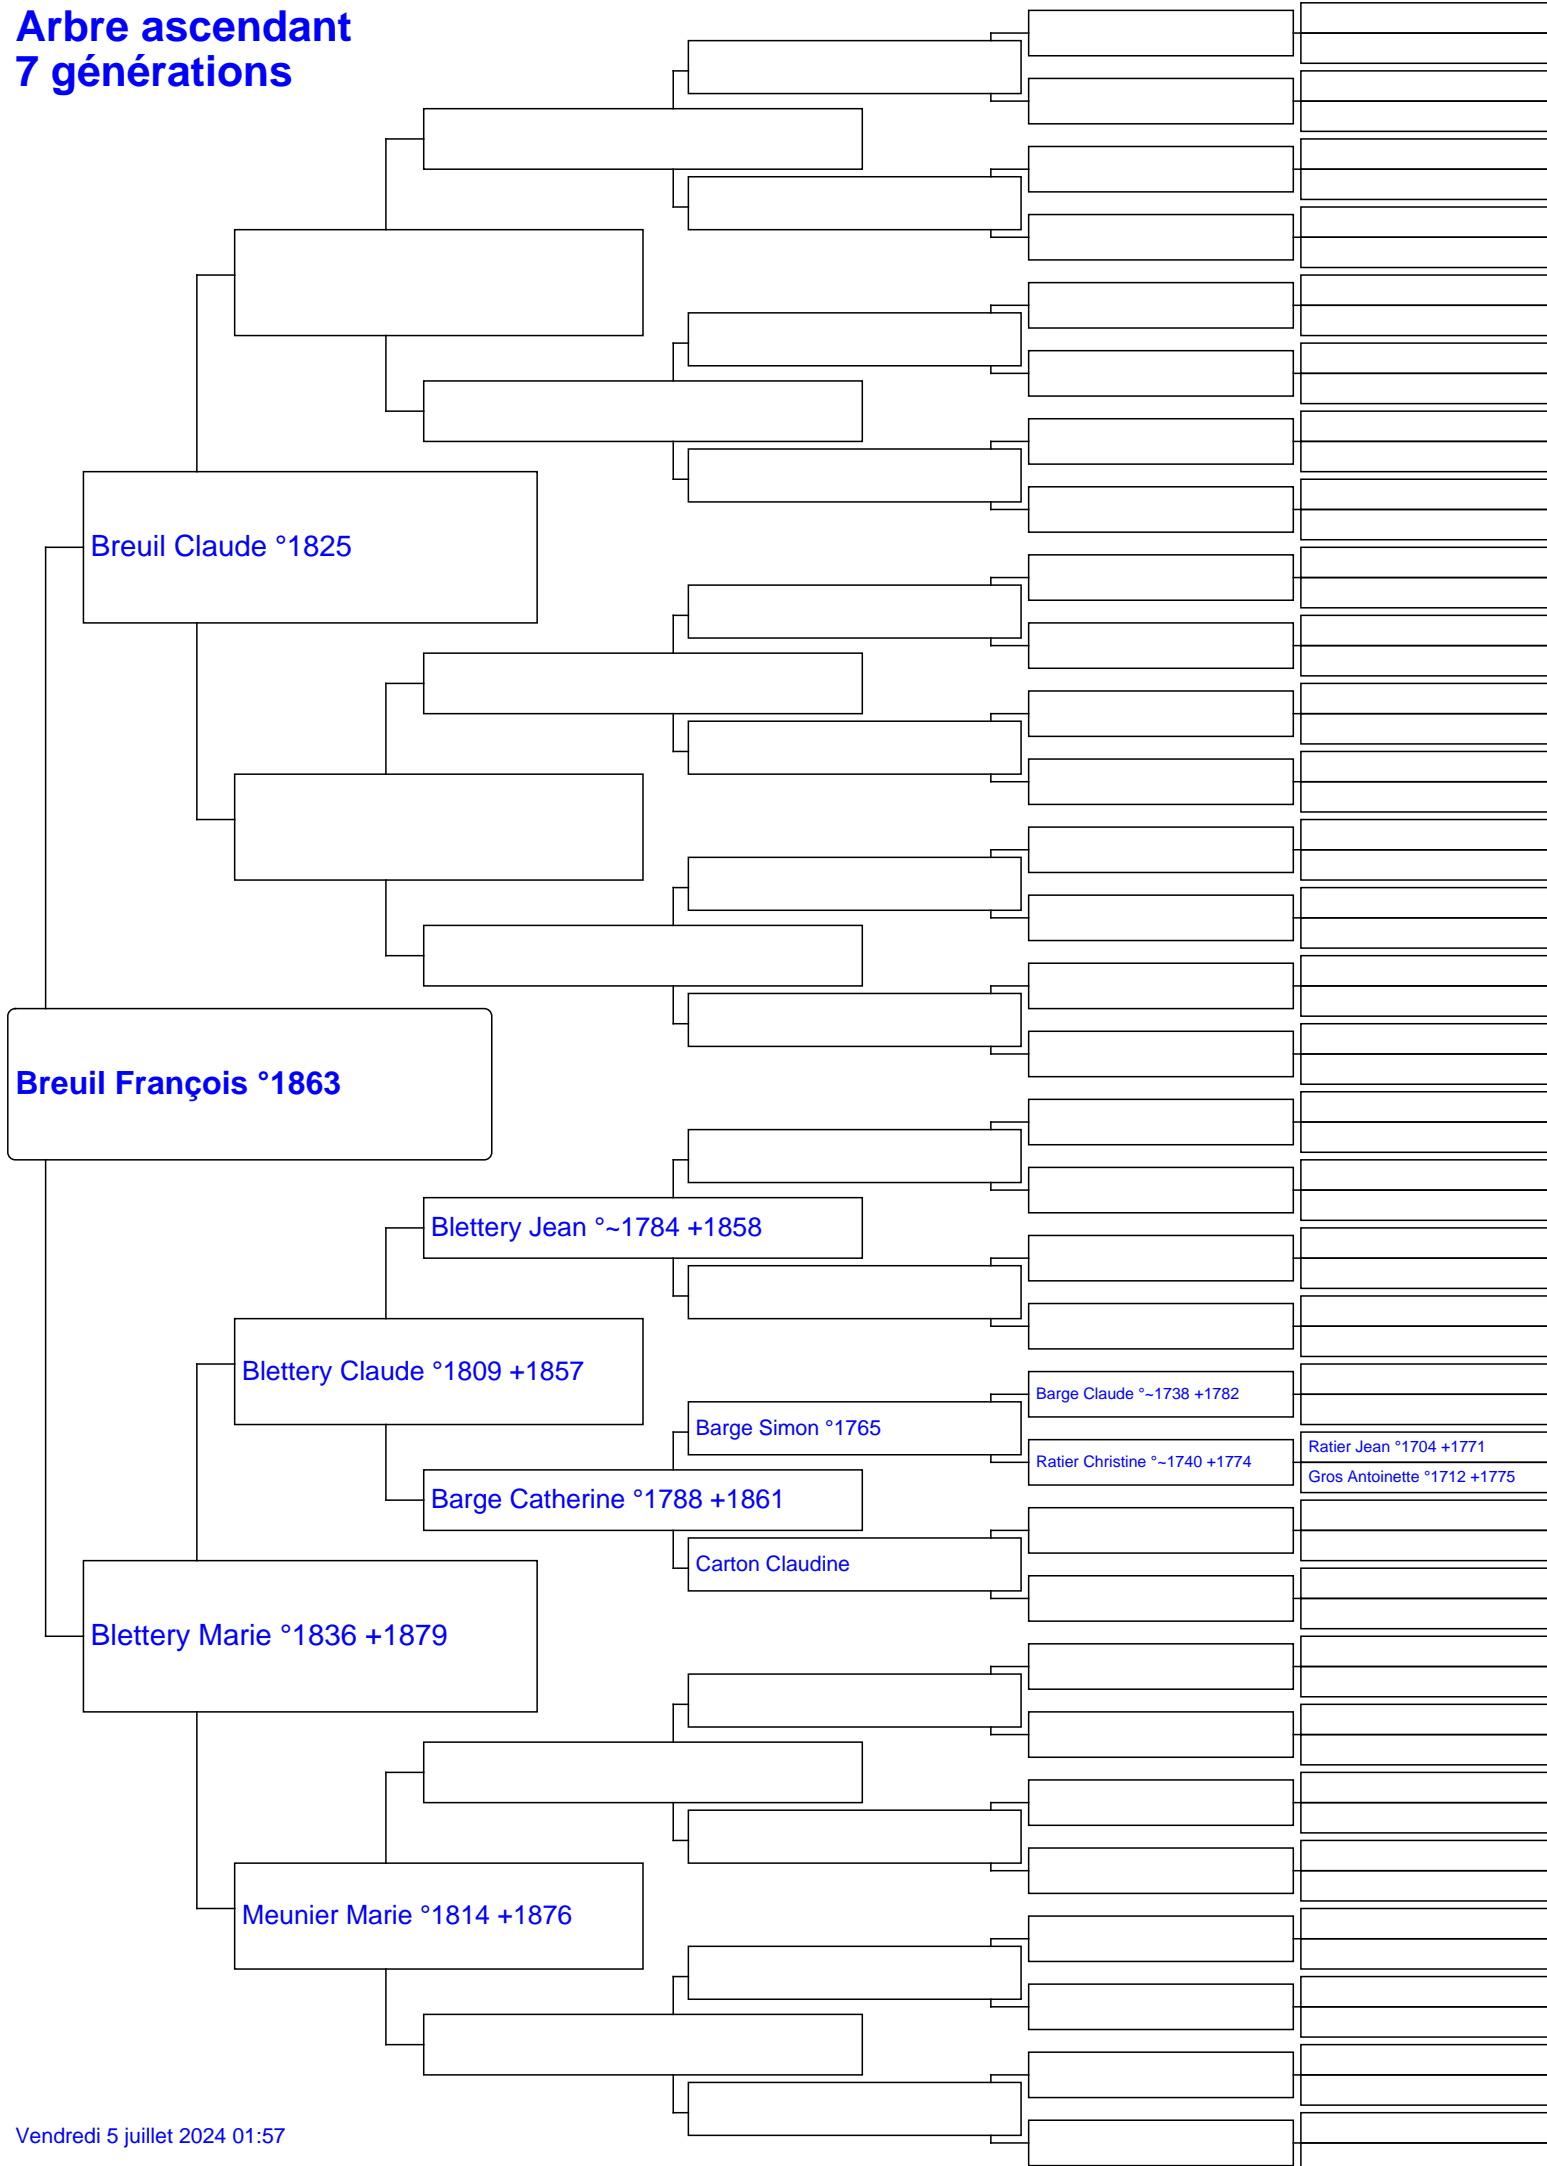 Arbre ascendant
7 générations
Breuil Claude °1825
Breuil François °1863
Blettery Jean °~1784 +1858
Blettery Claude °1809 +1857
Barge Claude °~1738 +1782
Barge Simon °1765
Ratier Jean °1704 +1771
Ratier Christine °~1740 +1774
Gros Antoinette °1712 +1775
Barge Catherine °1788 +1861
Carton Claudine
Blettery Marie °1836 +1879
Meunier Marie °1814 +1876
Vendredi 5 juillet 2024 01:57